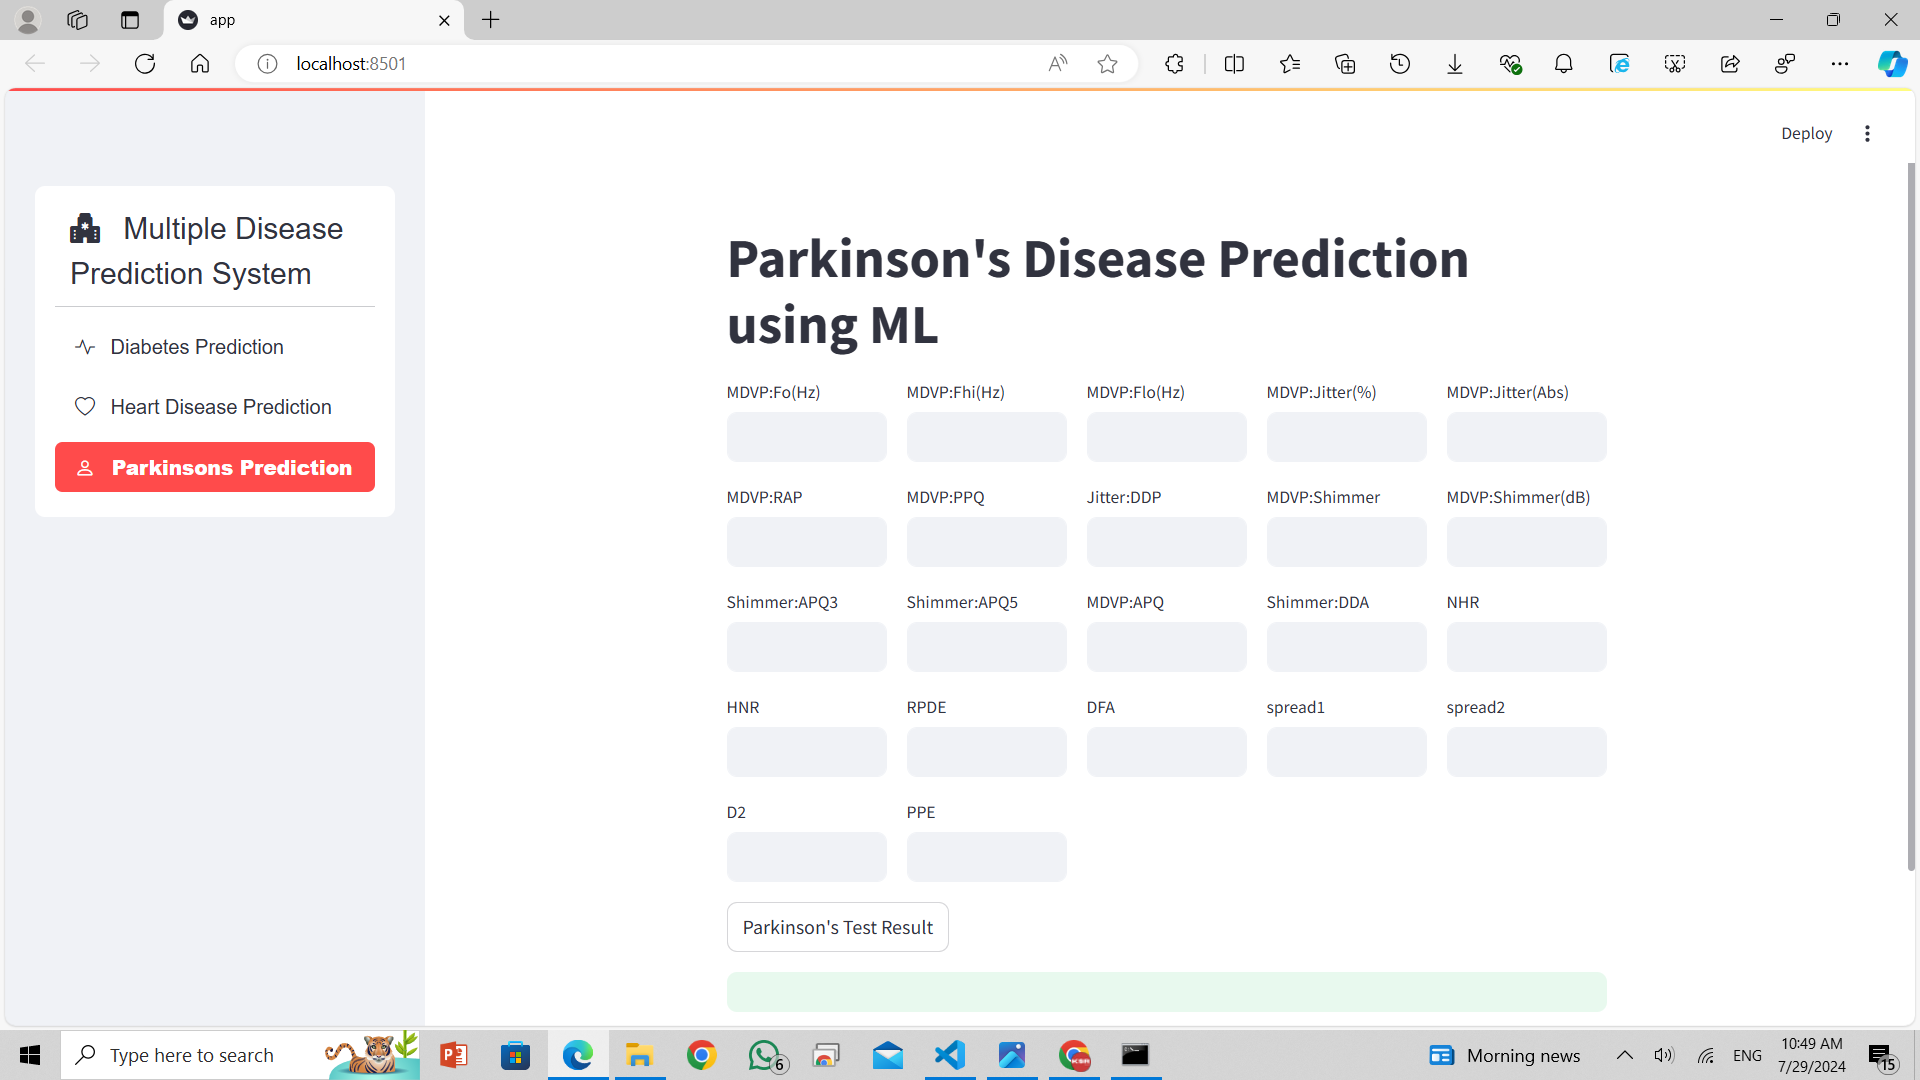 app
localhost:8501
Deploy
Multiple Disease
Prediction System
Diabetes Prediction
Heart Disease Prediction
Parkinsons Prediction
Parkinson's Disease Prediction
using ML
MDVP:Fo(Hz) MDVP:Fhi(Hz) MDVP:Flo(Hz) MDVP:Jitter(%) MDVP:Jitter(Abs)
MDVP:RAP MDVP:PPQ Jitter:DDP MDVP:Shimmer MDVP:Shimmer(dB)
Shimmer:APQ3 Shimmer:APQ5 MDVP:APQ Shimmer:DDA NHR
HNR RPDE DFA spread1 spread2
D2 PPE
Parkinson's Test Result
Type here to search
6
Morning news
ENG
10:49 AM
7/29/2024
15